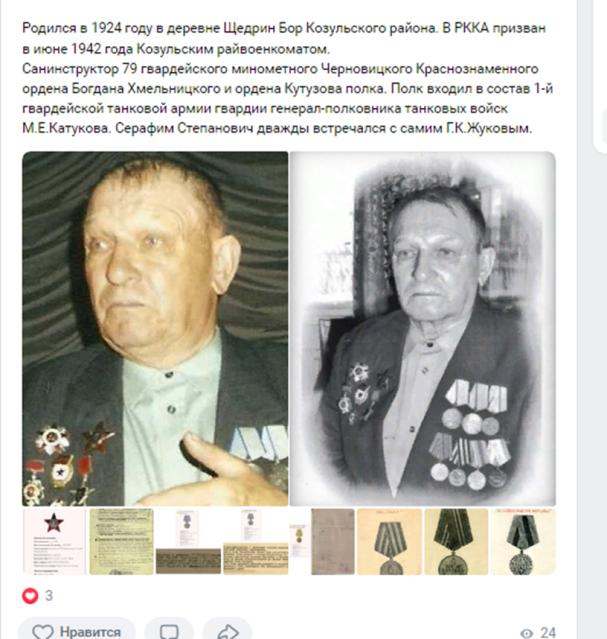 Родился в 1924 году в деревне Щедрин Бор Козульского района. В РККА призван
в июне 1942 года Козульским райвоенкоматом.
Санинструктор 79 гвардейского минометного Черновицкого Краснознаменного
ордена Богдана Хмельницкого и ордена Кутузова полка. Полк входил в состав 1-й
гвардейской танковой армии гвардии генерал-полковника танковых войск
М.Е.Катукова. Серафим Степанович дважды встречался с самим Г.К.Жуковым.
3
Нравится
24